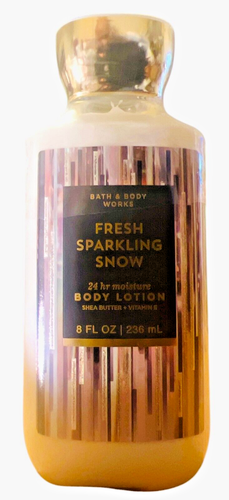 BATH & BODY
WORKS
FRESH
SPARKLING
SNOW
24 hr moisture
BODY LOTION
SHEA BUTTER + VITAMIN E
8 FL OZ | 236 mL